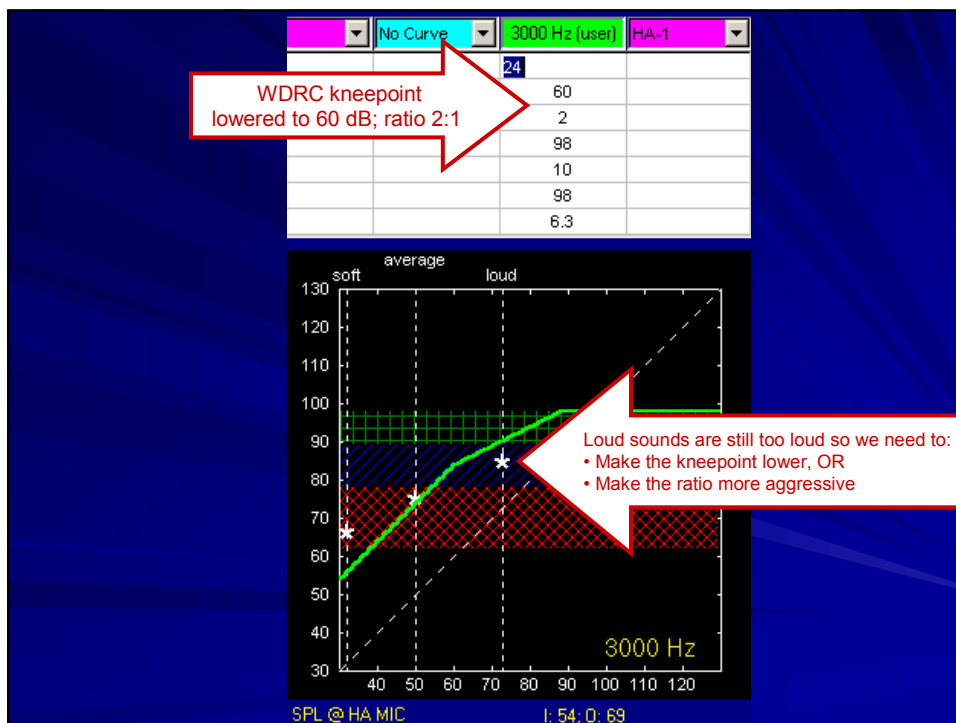 No Curve 3000 Hz (user) HA-1
24
WDRC kneepoint
lowered to 60 dB; ratio 2:1
60
2
98
10
98
6.3
average
soft loud
130
120
110
100
90
80
70
60
50
40
30
Loud sounds are still too loud so we need to:
• Make the kneepoint lower, OR
• Make the ratio more aggressive
3000 Hz
40 50 60 70 80 90 100 110 120
SPL @ HA MIC I: 54; O: 69